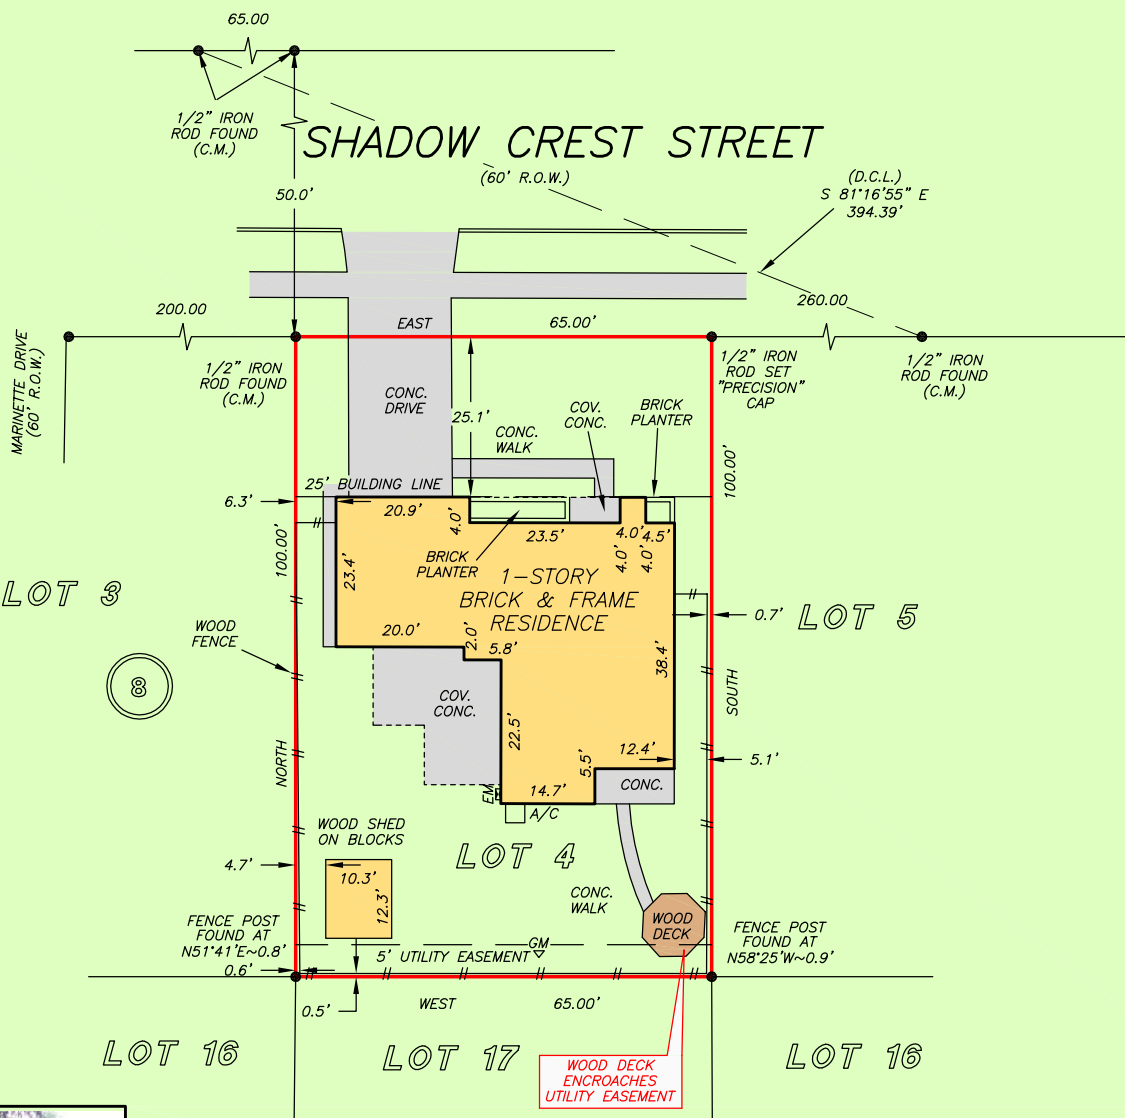 65.00
1/2" IRON
ROD FOUND
(C.M.)
SHADOW CREST STREET
(60' R.O.W.)
(D.C.L.)
S 81°16'55" E
394.39'
50.0'
200.00
EAST
65.00'
260.00
MARINETTE DRIVE
(60' R.O.W.)
1/2" IRON
ROD FOUND
(C.M.)
1/2" IRON
ROD SET
"PRECISION"
CAP
1/2" IRON
ROD FOUND
(C.M.)
CONC.
DRIVE
25.1'
CONC.
WALK
COV.
CONC.
BRICK
PLANTER
100.00'
25' BUILDING LINE
6.3'
20.9'
4.0'
23.5'
4.0'
4.5'
4.0'
4.0'
100.00'
23.4'
BRICK
PLANTER
1-STORY
BRICK & FRAME
RESIDENCE
LOT 3
LOT 5
0.7'
WOOD
FENCE
20.0'
2.0'
5.8'
38.4'
8
COV.
CONC.
SOUTH
NORTH
22.5'
12.4'
5.5'
5.1'
EM
14.7'
CONC.
A/C
WOOD SHED
ON BLOCKS
LOT 4
4.7'
10.3'
12.3'
CONC.
WALK
WOOD
DECK
FENCE POST
FOUND AT
N51°41'E~0.8'
FENCE POST
FOUND AT
N58°25'W~0.9'
GM
5' UTILITY EASEMENT
0.6'
0.5'
WEST
65.00'
LOT 16
LOT 17
LOT 16
WOOD DECK
ENCROACHES
UTILITY EASEMENT